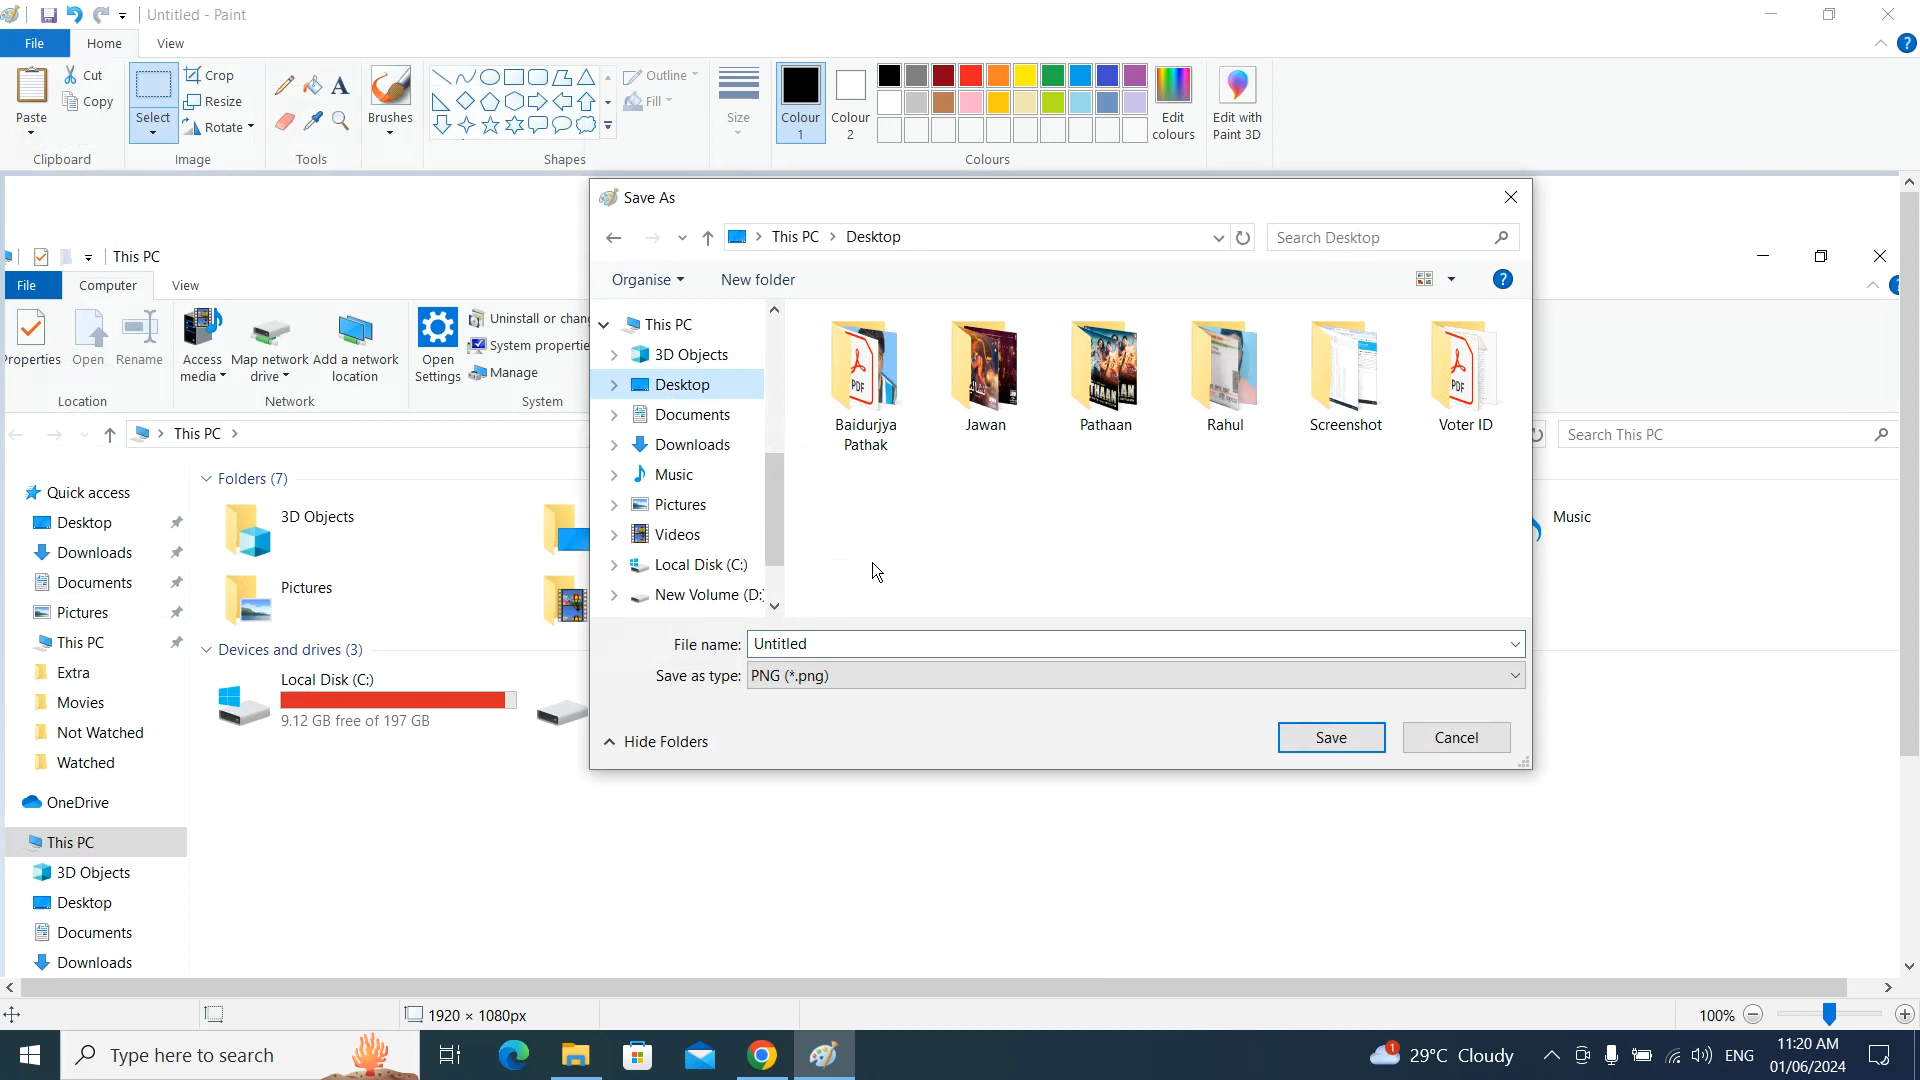 Untitled - Paint
File Home View
Paste
Cut
Copy
Clipboard
Select
Crop
Resize
Rotate
Image
Tools
Brushes
Shapes
Outline
Fill
Size
Colour 1
Colour 2
Colours
Edit colours
Edit with Paint 3D
This PC
File Computer View
Properties
Open
Rename
Location
Access media
Map network drive
Add a network location
Network
Open Settings
Uninstall or chan
System propertie
Manage
System
This PC
Search This PC
Quick access
Desktop
Downloads
Documents
Pictures
This PC
Extra
Movies
Not Watched
Watched
OneDrive
This PC
3D Objects
Desktop
Documents
Downloads
Folders (7)
3D Objects
Pictures
Music
Devices and drives (3)
Local Disk (C:)
9.12 GB free of 197 GB
Save As
This PC > Desktop
Search Desktop
Organise
New folder
This PC
3D Objects
Desktop
Documents
Downloads
Music
Pictures
Videos
Local Disk (C:)
New Volume (D:)
PDF
Baidurjya Pathak
Jawan
Pathaan
Rahul
Screenshot
PDF
Voter ID
File name: Untitled
Save as type: PNG (*.png)
Hide Folders
Save
Cancel
1920 × 1080px
100%
Type here to search
1
29°C Cloudy
ENG
11:20 AM
01/06/2024